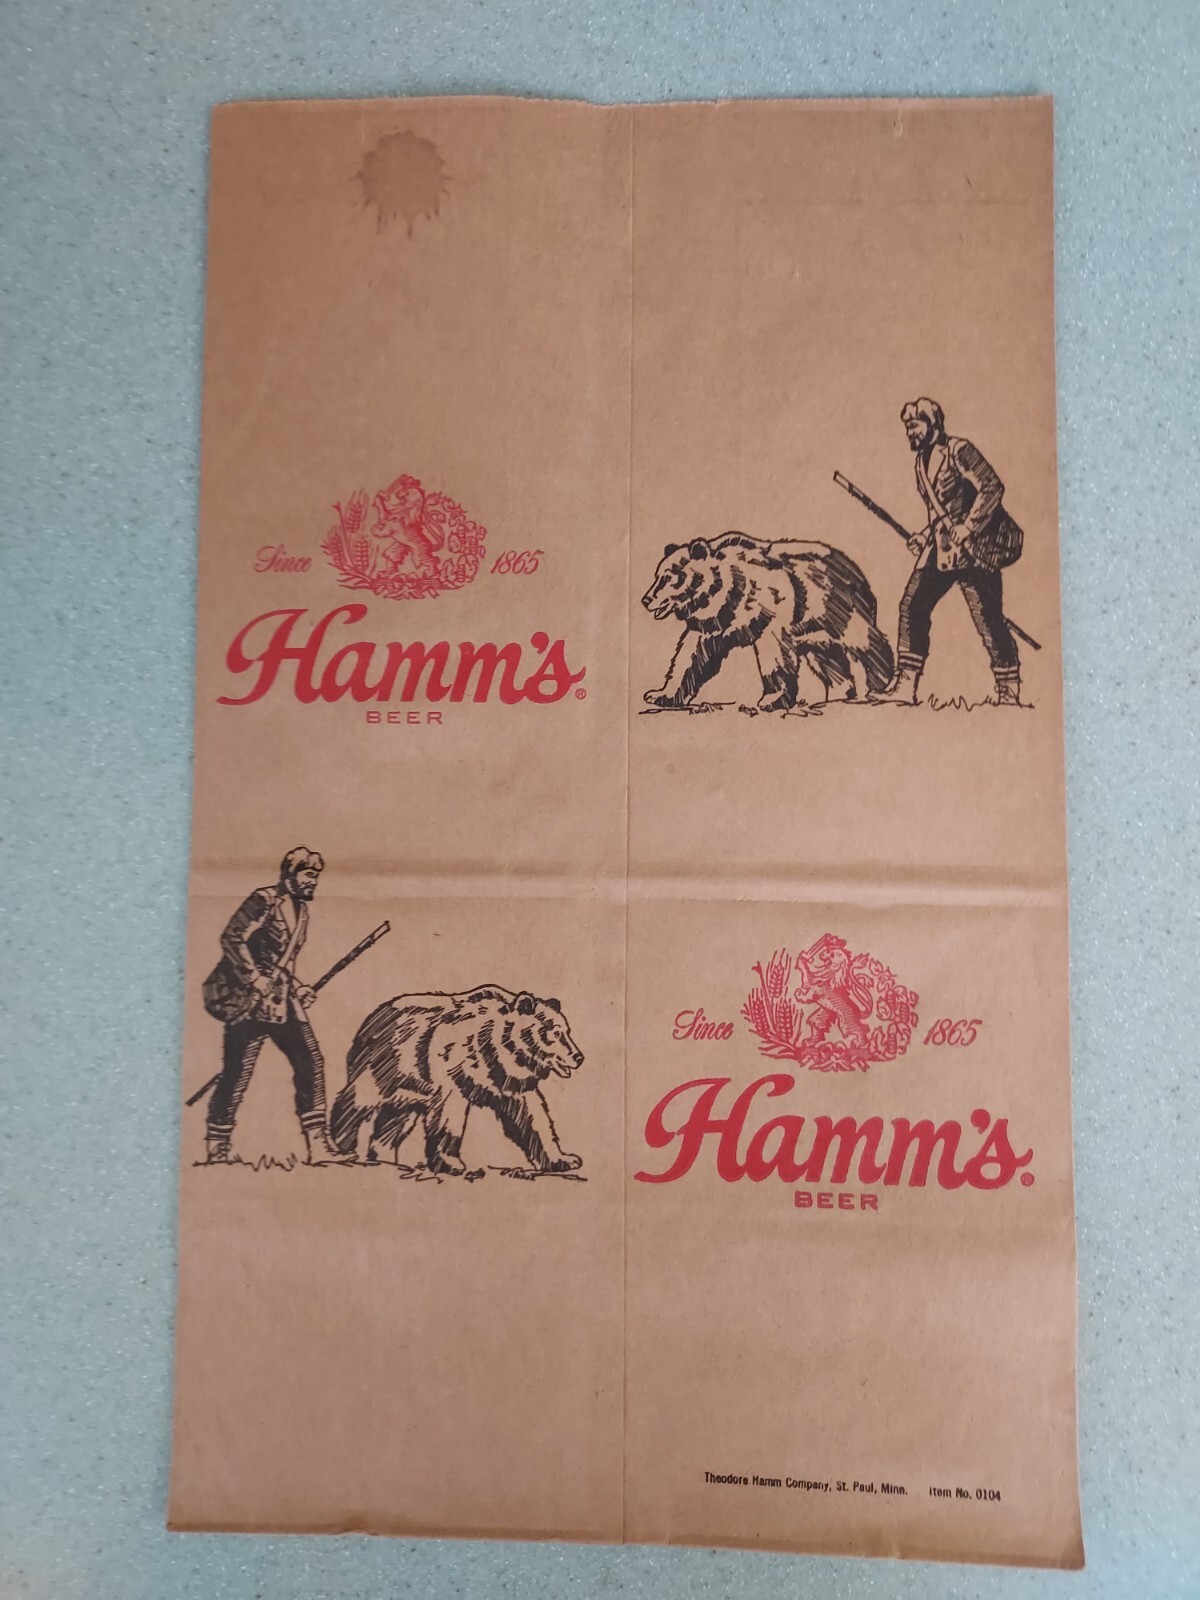 Since 1865
Hamm's®
BEER
Since 1865
Hamm's®
BEER
Theodore Hamm Company, St. Paul, Minn. Item No. 0104